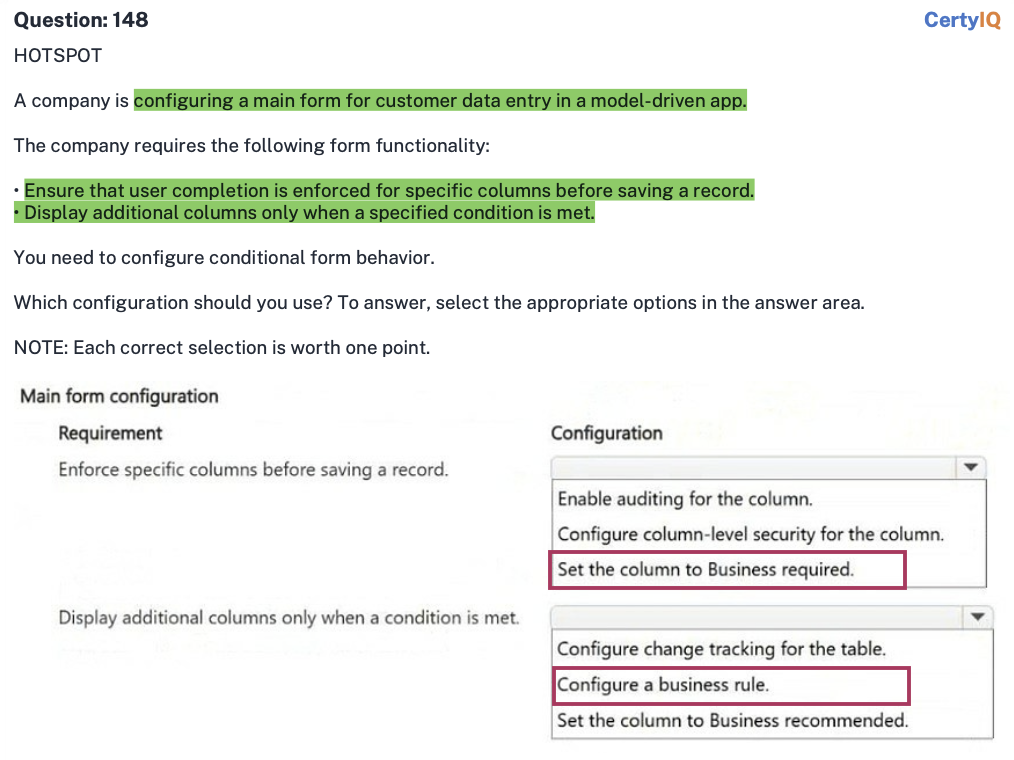 Question: 148
CertyIQ
HOTSPOT
A company is configuring a main form for customer data entry in a model-driven app.
The company requires the following form functionality:
• Ensure that user completion is enforced for specific columns before saving a record.
• Display additional columns only when a specified condition is met.
You need to configure conditional form behavior.
Which configuration should you use? To answer, select the appropriate options in the answer area.
NOTE: Each correct selection is worth one point.
Main form configuration
Requirement
Configuration
Enforce specific columns before saving a record.
Enable auditing for the column.
Configure column-level security for the column.
Set the column to Business required.
Display additional columns only when a condition is met.
Configure change tracking for the table.
Configure a business rule.
Set the column to Business recommended.